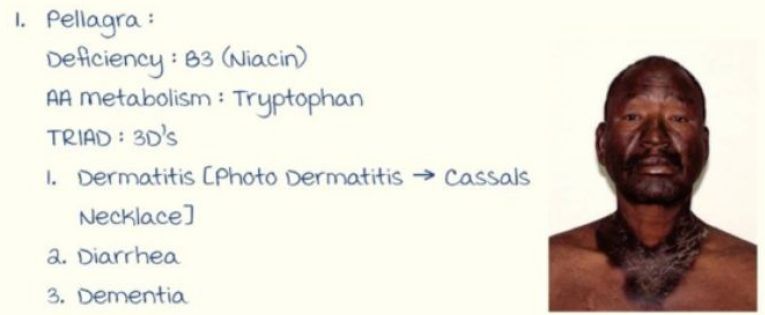 1. Pellagra :
Deficiency : B3 (Niacin)
AA metabolism : Tryptophan
TRIAD : 3D's
1. Dermatitis [Photo Dermatitis → Cassals
Necklace]
2. Diarrhea
3. Dementia